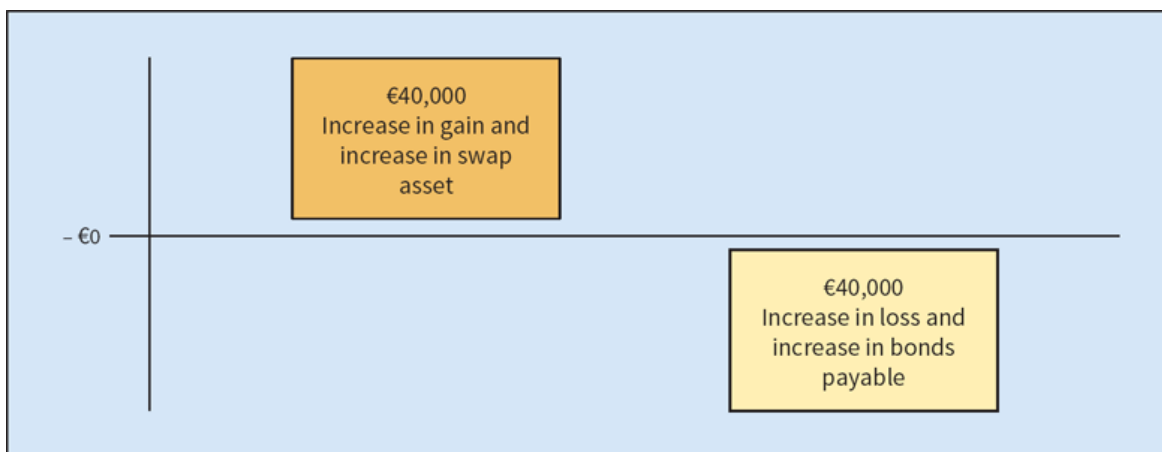 €40,000
Increase in gain and
increase in swap
asset
– €0
€40,000
Increase in loss and
increase in bonds
payable